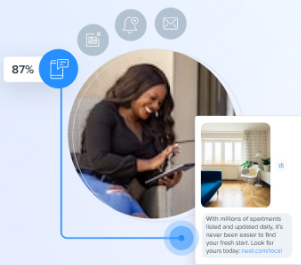 87%
With millions of apartments
listed and updated daily, it's
never been easier to find
your fresh start. Look for
yours today: nest.com/local